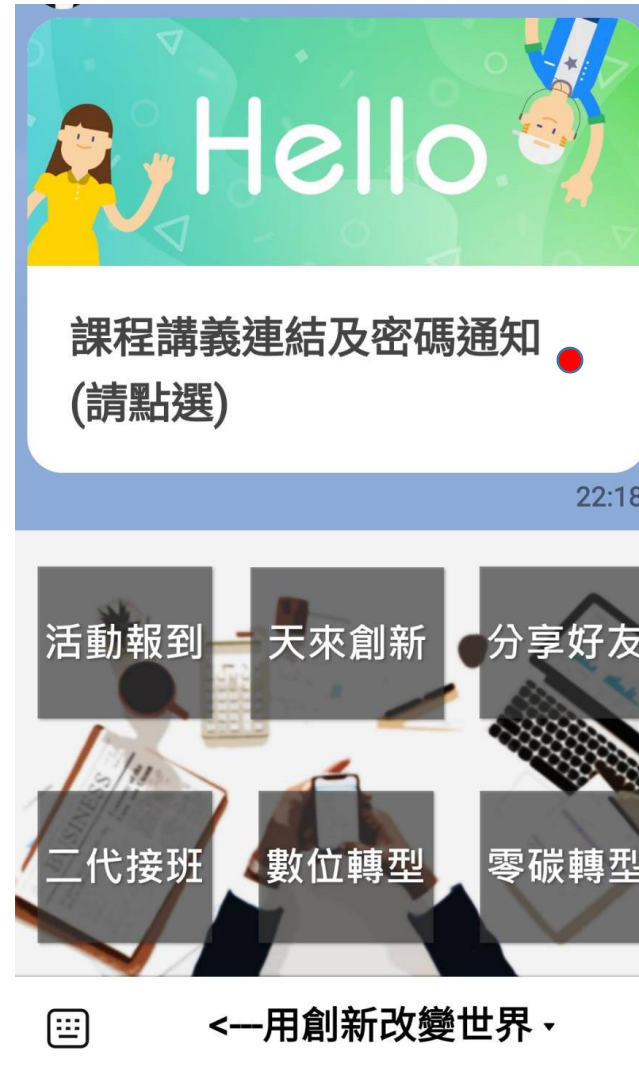 Hello
課程講義連結及密碼通知
(請點選)
22:18
活動報到
天來創新
分享好友
BUSINESS
二代接班
數位轉型
零碳轉型
<---用創新改變世界